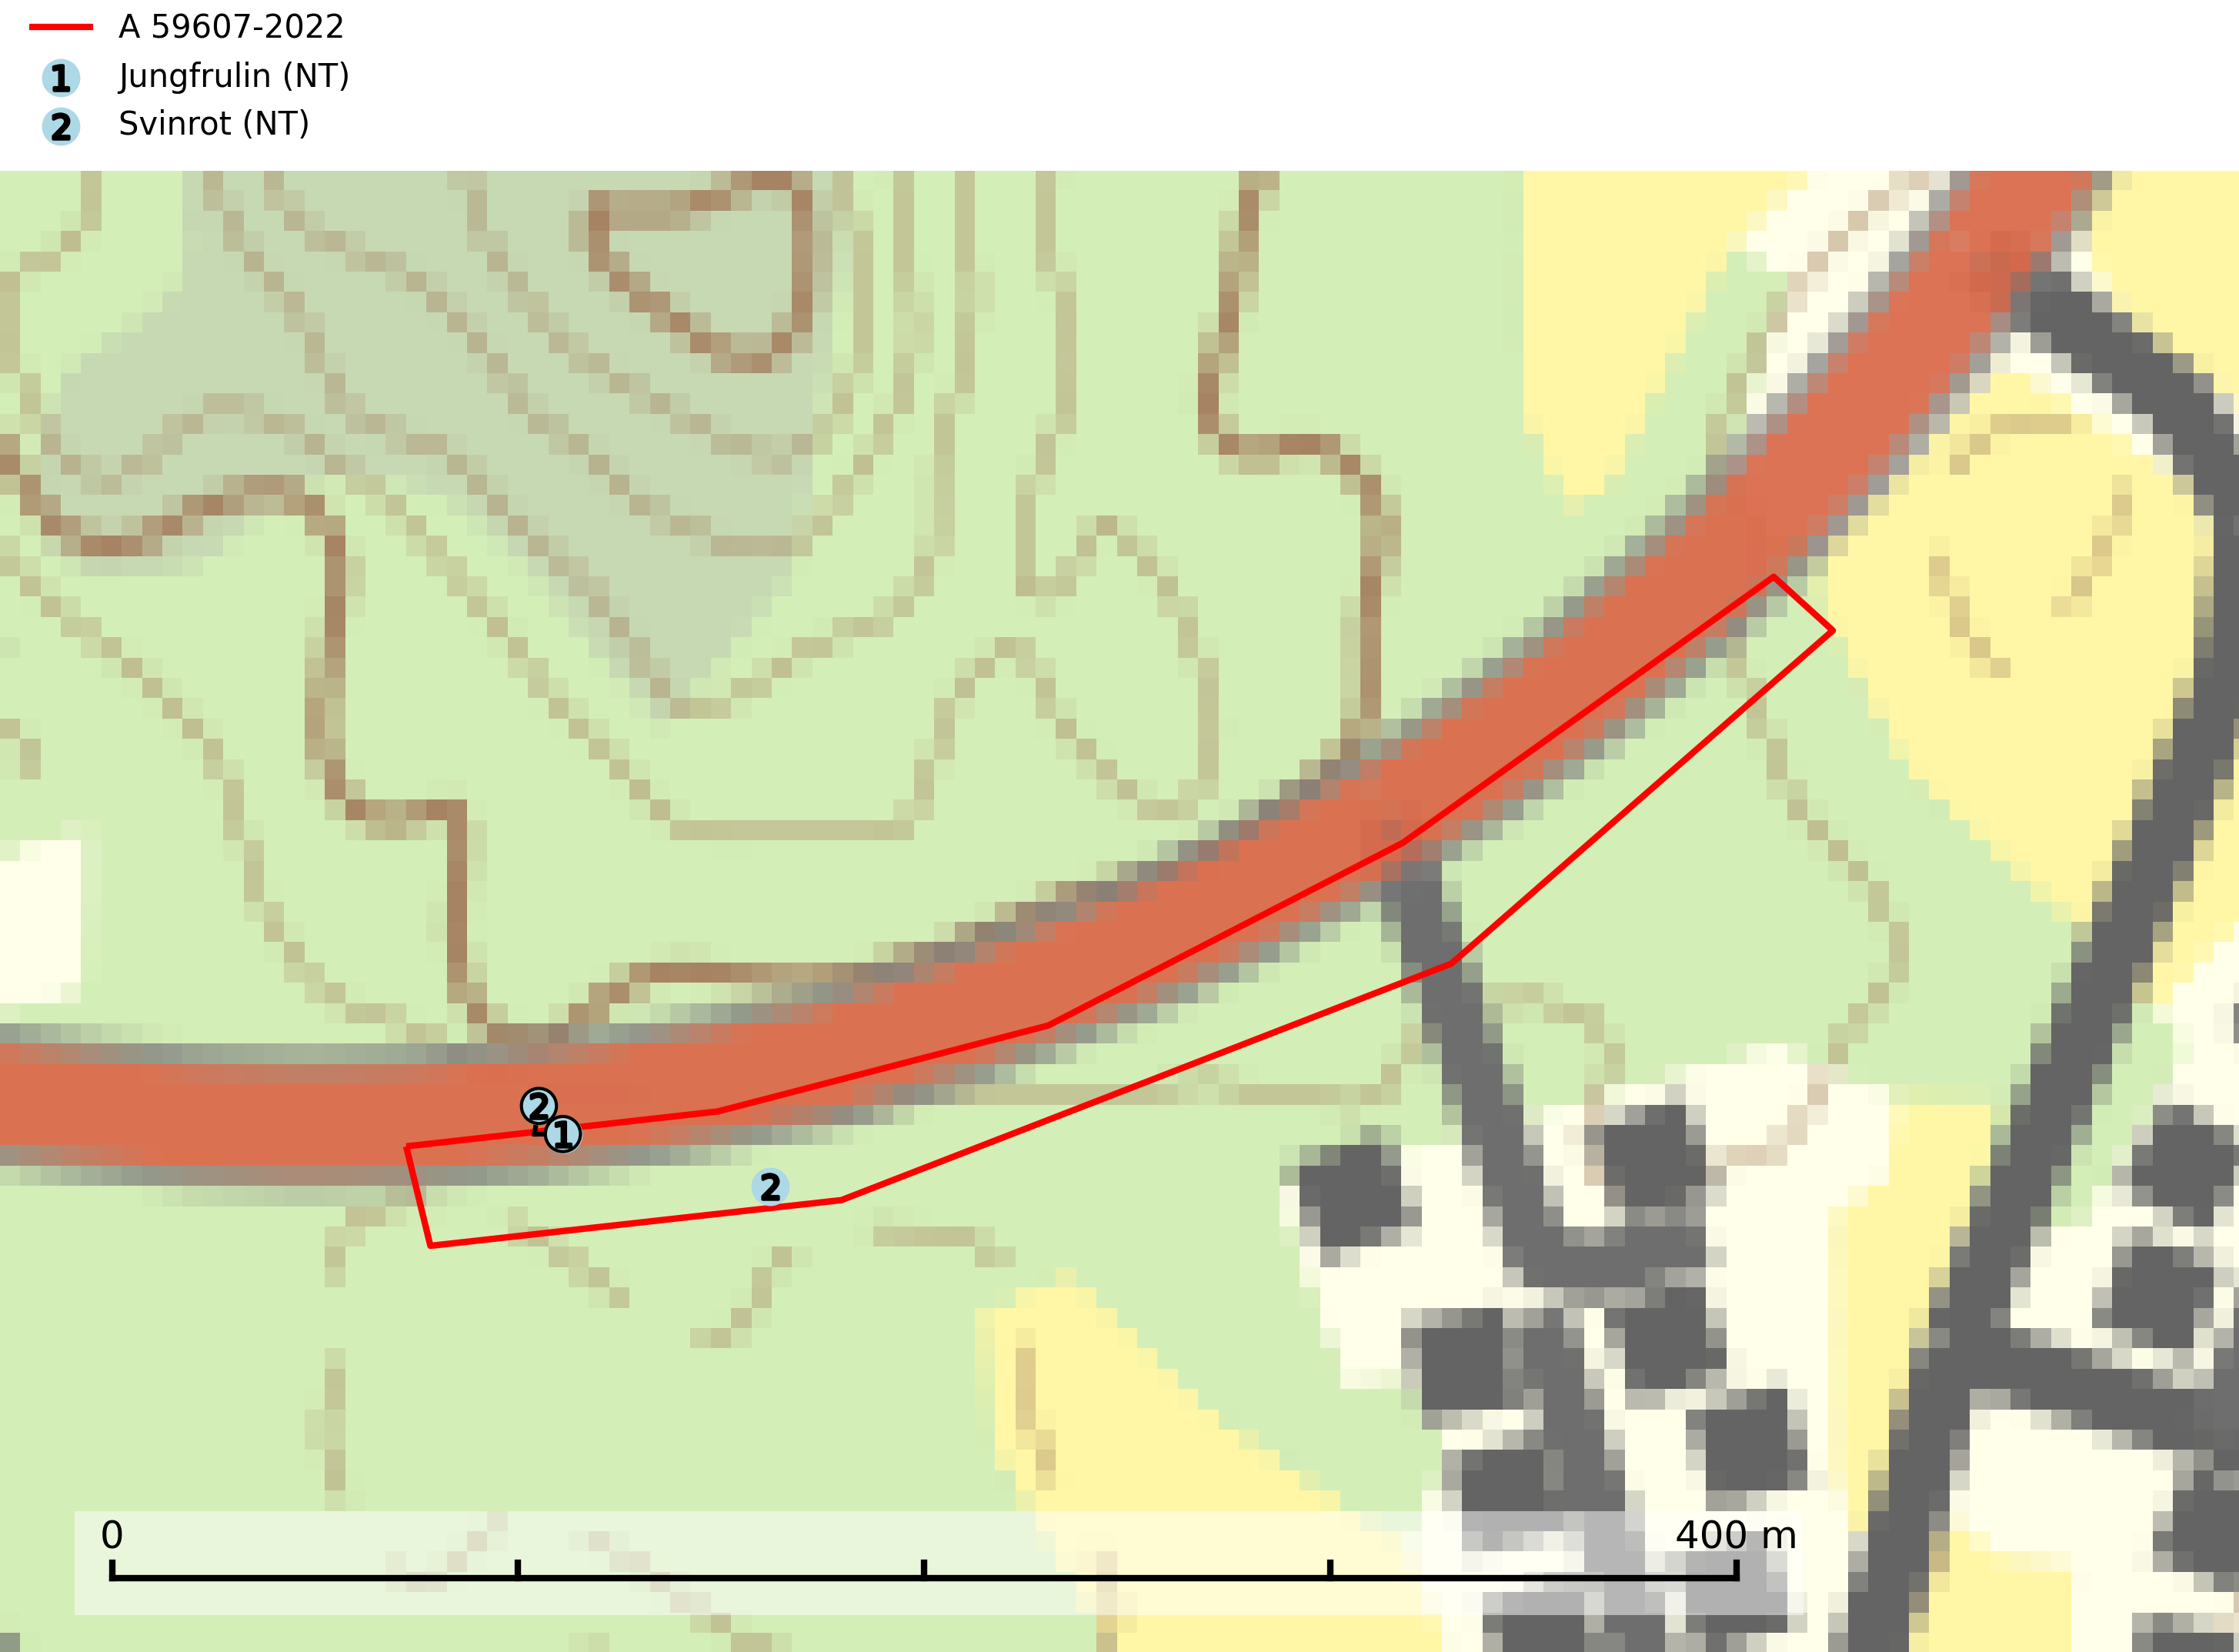 A 59607-2022
1 Jungfrulin (NT)
2 Svinrot (NT)
2
1
2
0 400 m